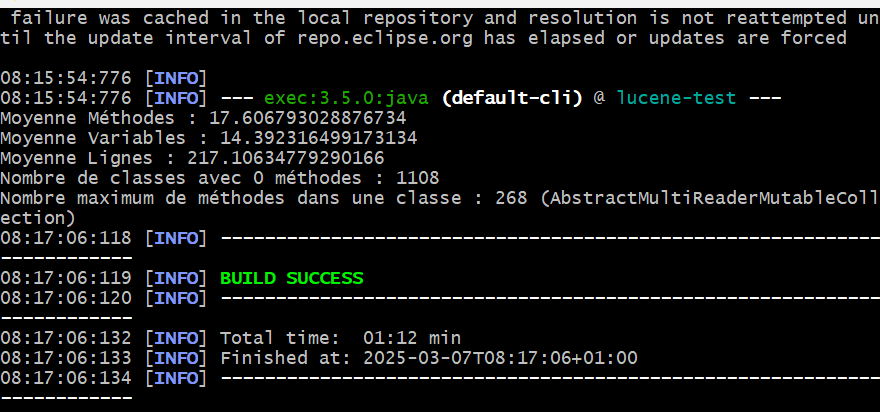 failure was cached in the local repository and resolution is not reattempted un
til the update interval of repo.eclipse.org has elapsed or updates are forced
08:15:54:776 [INFO]
08:15:54:776 [INFO] --- exec:3.5.0:java (default-cli) @ lucene-test ---
Moyenne Méthodes : 17.606793028876734
Moyenne Variables : 14.392316499173134
Moyenne Lignes : 217.10634779290166
Nombre de classes avec 0 méthodes : 1108
Nombre maximum de méthodes dans une classe : 268 (AbstractMultiReaderMutableColl
ection)
08:17:06:118 [INFO] ------------------------------------------------------------
------------
08:17:06:119 [INFO] BUILD SUCCESS
08:17:06:120 [INFO] ------------------------------------------------------------
------------
08:17:06:132 [INFO] Total time:  01:12 min
08:17:06:133 [INFO] Finished at: 2025-03-07T08:17:06+01:00
08:17:06:134 [INFO] ------------------------------------------------------------
------------